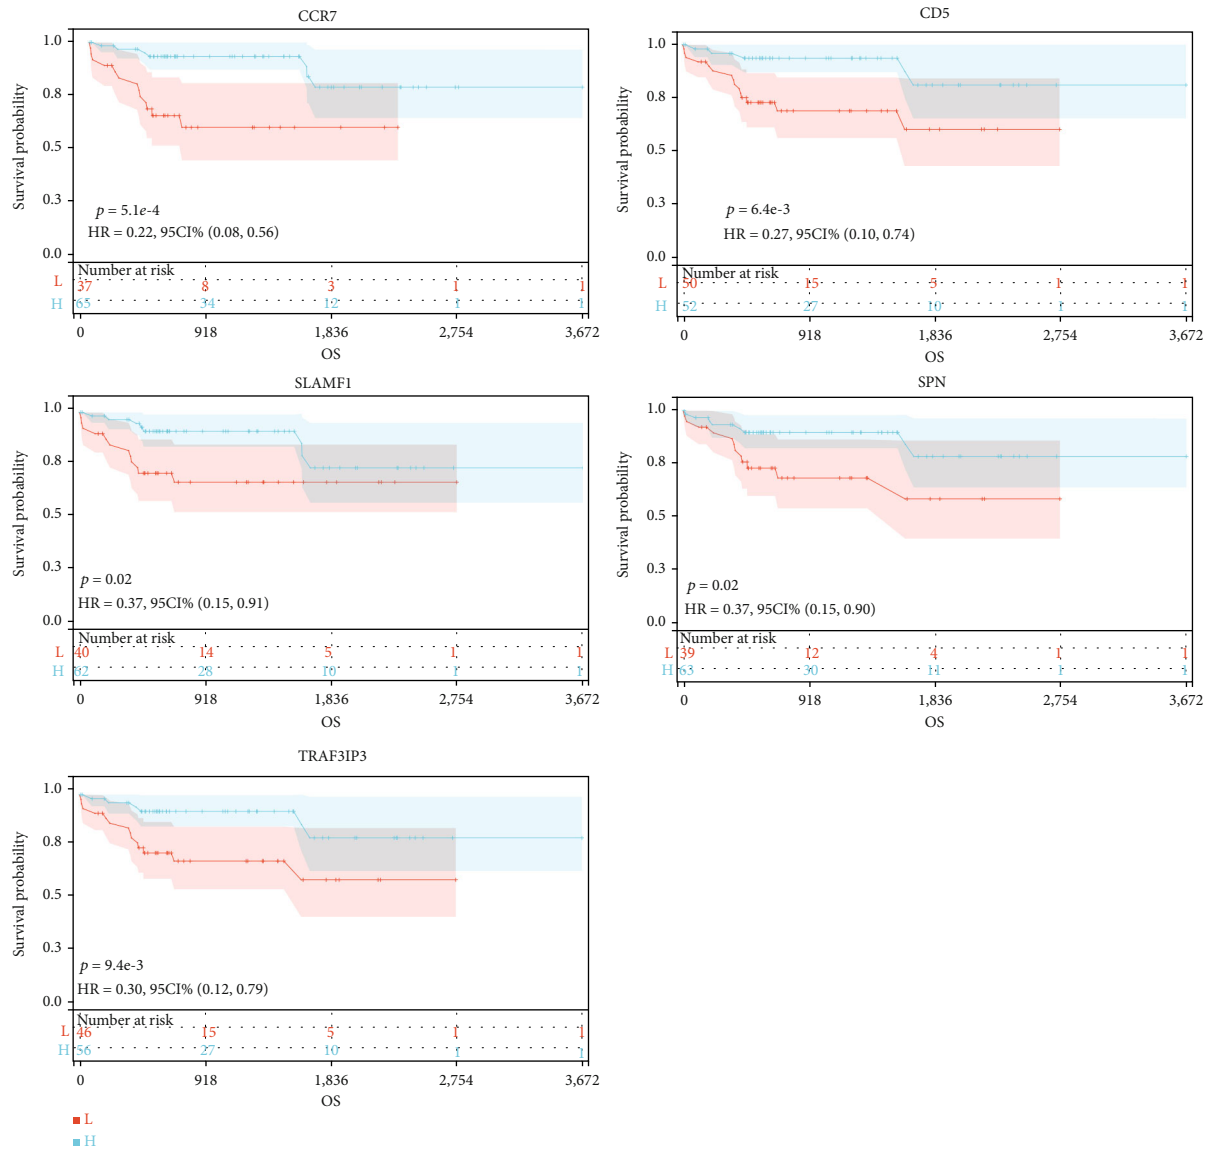 CCR7
1.0
0.8
0.5
0.3
0.0
Survival probability
p = 5.1e-4
HR = 0.22, 95CI% (0.08, 0.56)
Number at risk
L 37 8 3 1 1
H 65 34 12 1 1
0 918 1,836 2,754 3,672
OS
CD5
1.0
0.8
0.5
0.3
0.0
Survival probability
p = 6.4e-3
HR = 0.27, 95CI% (0.10, 0.74)
Number at risk
L 50 15 5 1 1
H 52 27 10 1 1
0 918 1,836 2,754 3,672
OS
SLAMF1
1.0
0.8
0.5
0.3
0.0
Survival probability
p = 0.02
HR = 0.37, 95CI% (0.15, 0.91)
Number at risk
L 40 14 5 1 1
H 62 28 10 1 1
0 918 1,836 2,754 3,672
OS
SPN
1.0
0.8
0.5
0.3
0.0
Survival probability
p = 0.02
HR = 0.37, 95CI% (0.15, 0.90)
Number at risk
L 39 12 4 1 1
H 63 30 11 1 1
0 918 1,836 2,754 3,672
OS
TRAF3IP3
1.0
0.8
0.5
0.3
0.0
Survival probability
p = 9.4e-3
HR = 0.30, 95CI% (0.12, 0.79)
Number at risk
L 46 15 5 1 1
H 56 27 10 1 1
0 918 1,836 2,754 3,672
OS
L
H